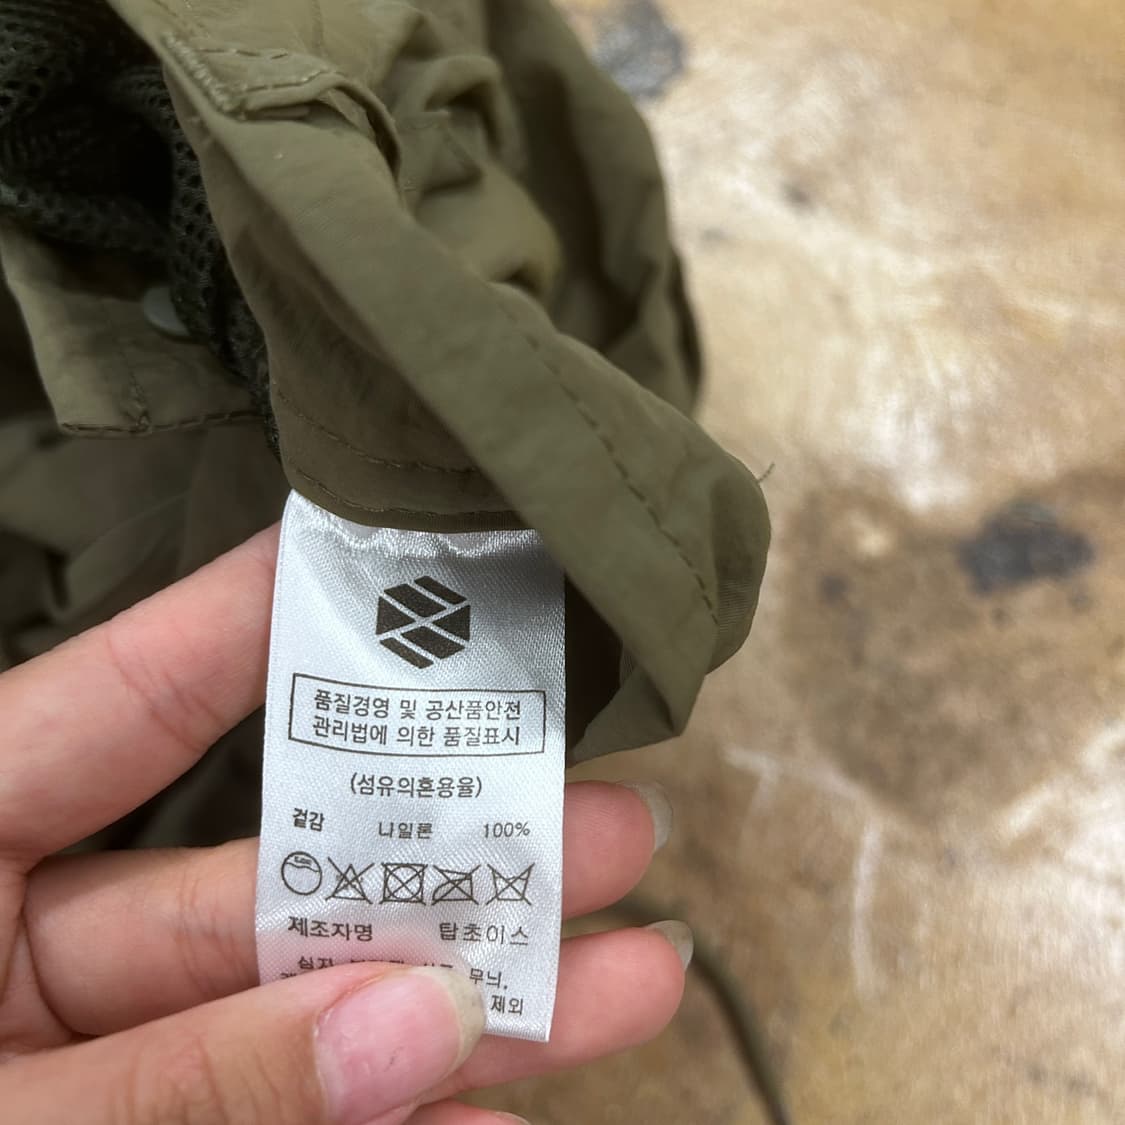 품질경영 및 공산품안전
관리법에 의한 품질표시
(섬유의혼용율)
겉감 나일론 100%
제조자명 탑초이스
무늬,
제외